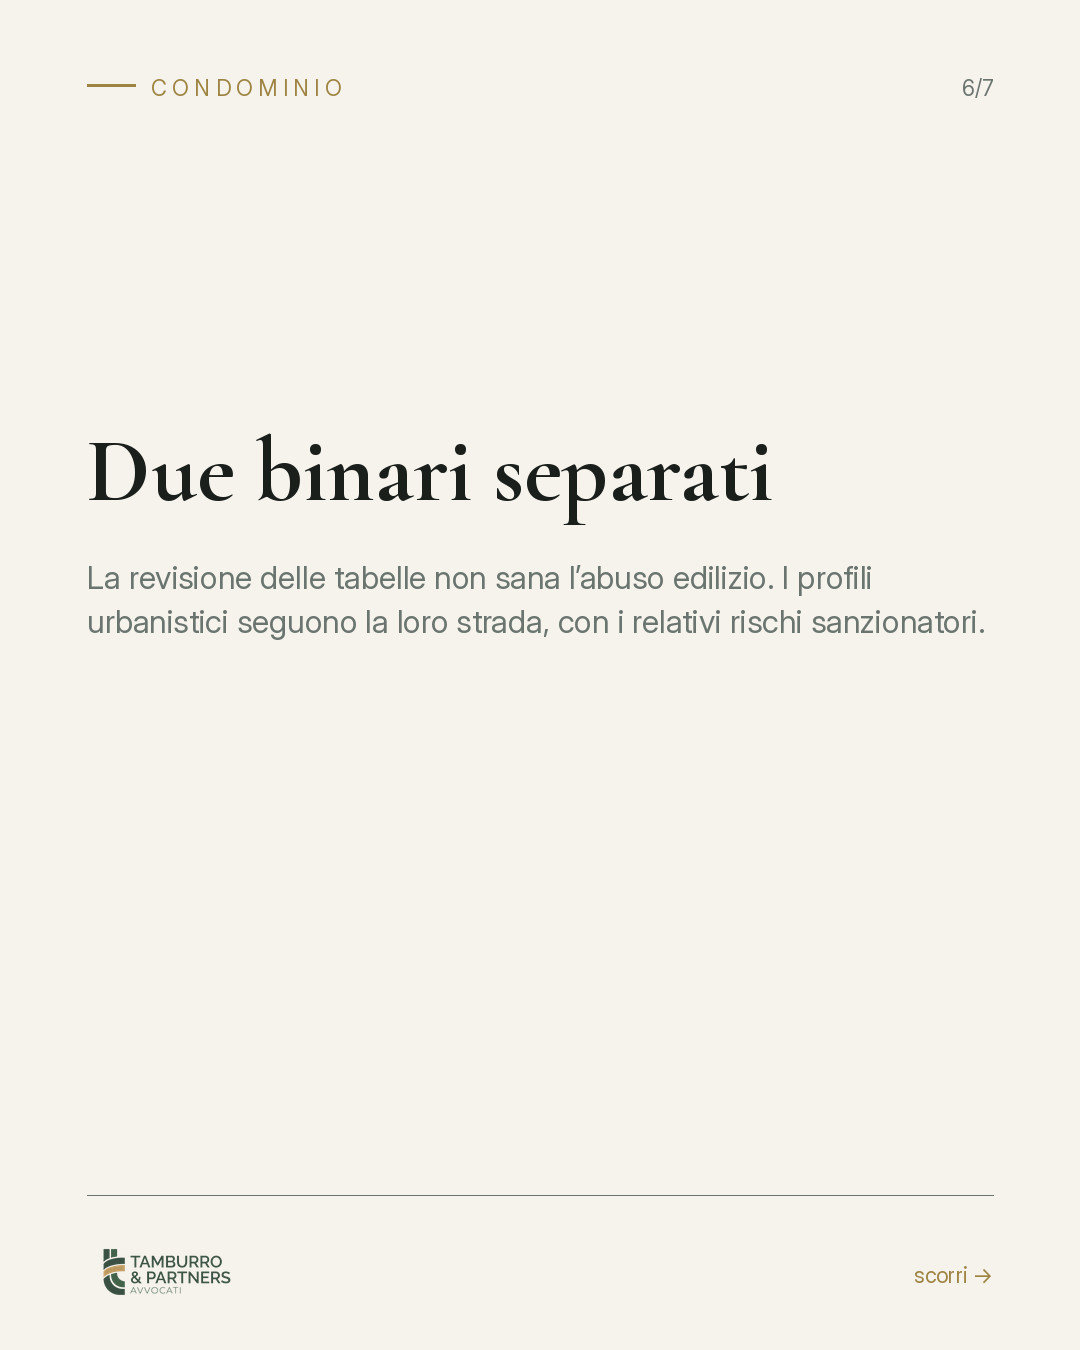 CONDOMINIO
6/7
Due binari separati
La revisione delle tabelle non sana l’abuso edilizio. I profili
urbanistici seguono la loro strada, con i relativi rischi sanzionatori.
TAMBURRO
& PARTNERS
AVVOCATI
scorri →